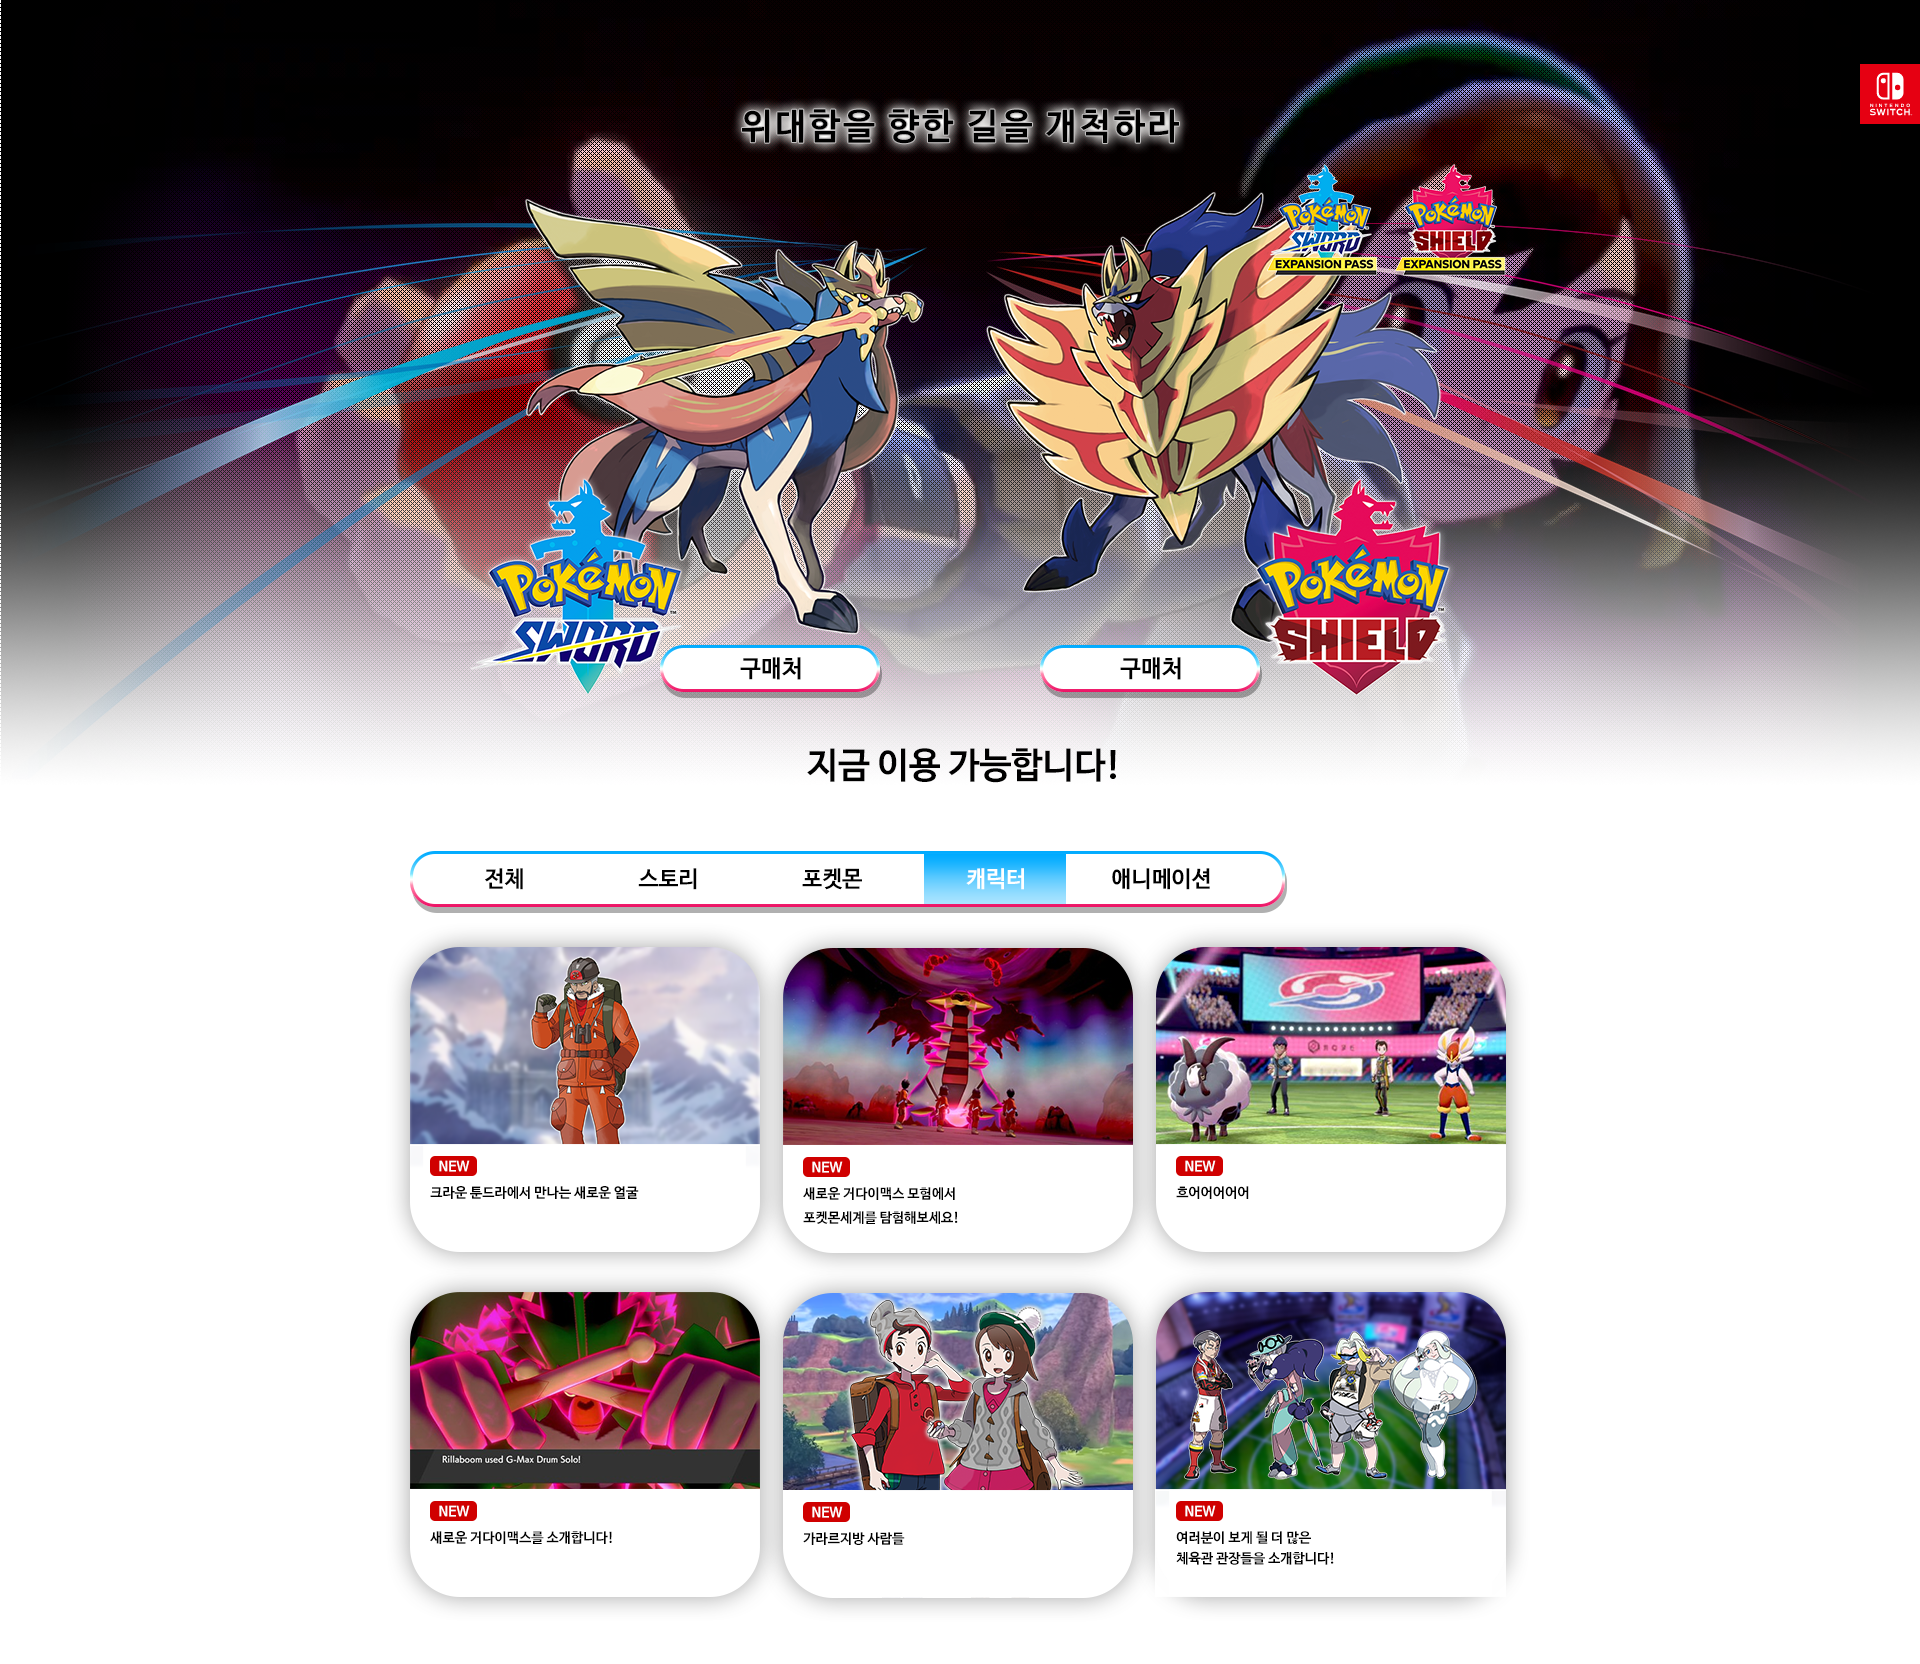 위대함을 향한 길을 개척하라
NINTENDO
SWITCH
POKéMON
SWORD
EXPANSION PASS
POKéMON
SHIELD
EXPANSION PASS
POKéMON
SWORD
구매처
구매처
POKéMON
SHIELD
지금 이용 가능합니다!
전체
스토리
포켓몬
캐릭터
애니메이션
NEW
크라운 툰드라에서 만나는 새로운 얼굴
NEW
새로운 거다이맥스 모험에서
포켓몬세계를 탐험해보세요!
NEW
흐어어어어어
Rillaboom used G-Max Drum Solo!
NEW
새로운 거다이맥스를 소개합니다!
NEW
가라르지방 사람들
NEW
여러분이 보게 될 더 많은
체육관 관장들을 소개합니다!